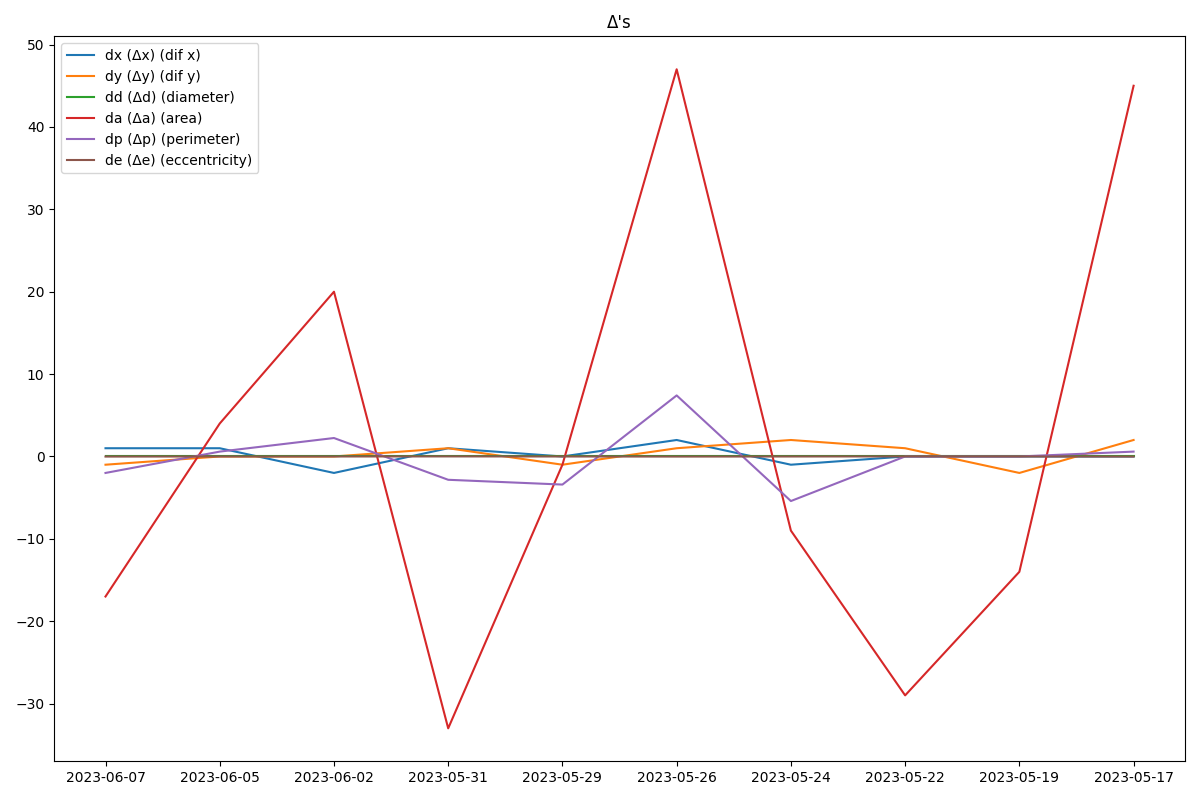 Δ's
dx (Δx) (dif x)
dy (Δy) (dif y)
dd (Δd) (diameter)
da (Δa) (area)
dp (Δp) (perimeter)
de (Δe) (eccentricity)
50
40
30
20
10
0
−10
−20
−30
2023-06-07 2023-06-05 2023-06-02 2023-05-31 2023-05-29 2023-05-26 2023-05-24 2023-05-22 2023-05-19 2023-05-17